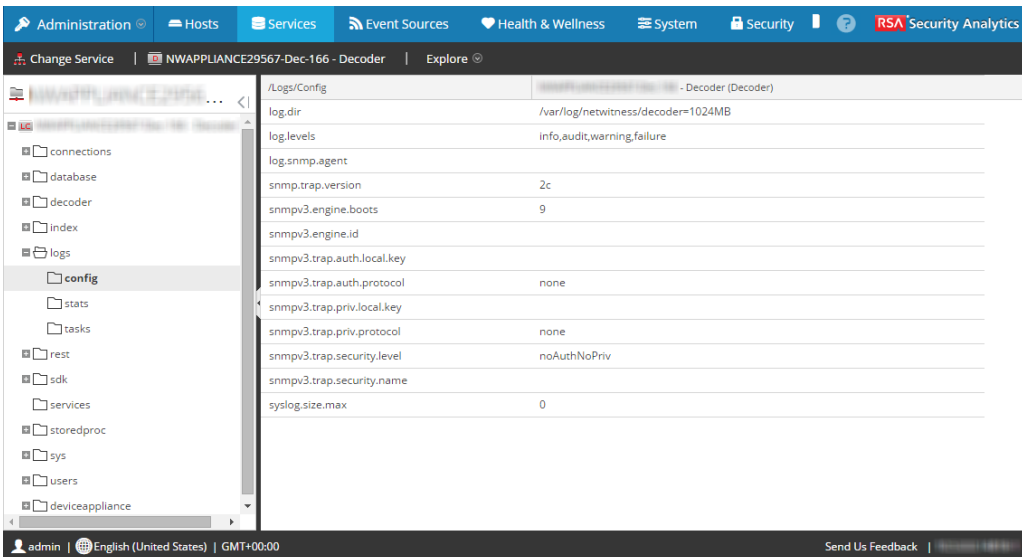 Administration Hosts Services Event Sources Health & Wellness System Security RSA Security Analytics
Change Service | NWAPPLIANCE29567-Dec-166 - Decoder | Explore
/Logs/Config - Decoder (Decoder)
log.dir /var/log/netwitness/decoder=1024MB
log.levels info,audit,warning,failure
log.snmp.agent
snmp.trap.version 2c
snmpv3.engine.boots 9
snmpv3.engine.id
snmpv3.trap.auth.local.key
snmpv3.trap.auth.protocol none
snmpv3.trap.priv.local.key
snmpv3.trap.priv.protocol none
snmpv3.trap.security.level noAuthNoPriv
snmpv3.trap.security.name
syslog.size.max 0
...
LC
connections
database
decoder
index
logs
config
stats
tasks
rest
sdk
services
storedproc
sys
users
deviceappliance
admin | English (United States) | GMT+00:00 Send Us Feedback |